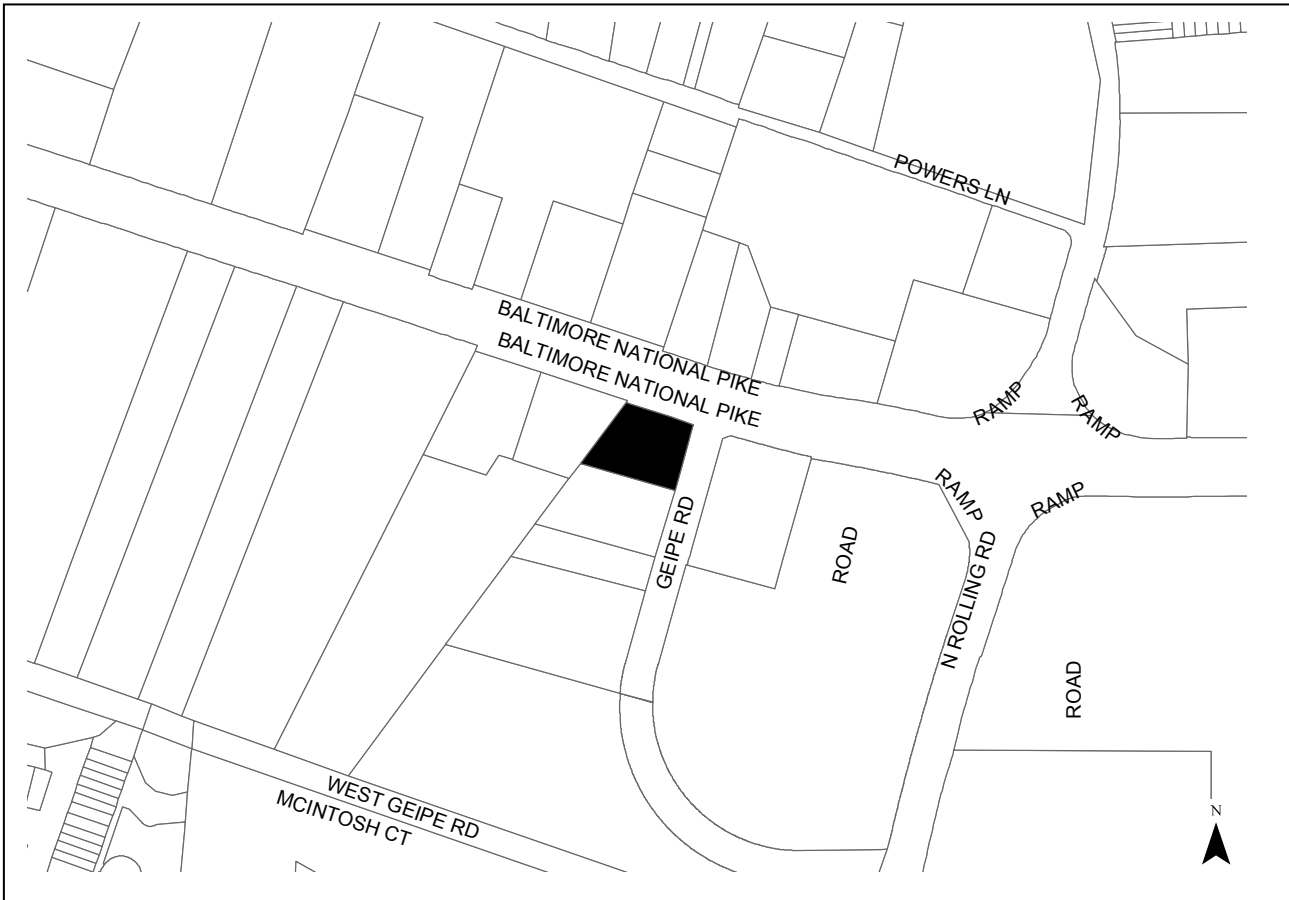 POWERS LN
BALTIMORE NATIONAL PIKE
BALTIMORE NATIONAL PIKE
RAMP
RAMP
RAMP
RAMP
GEIPE RD
ROAD
N ROLLING RD
ROAD
WEST GEIPE RD
MCINTOSH CT
N